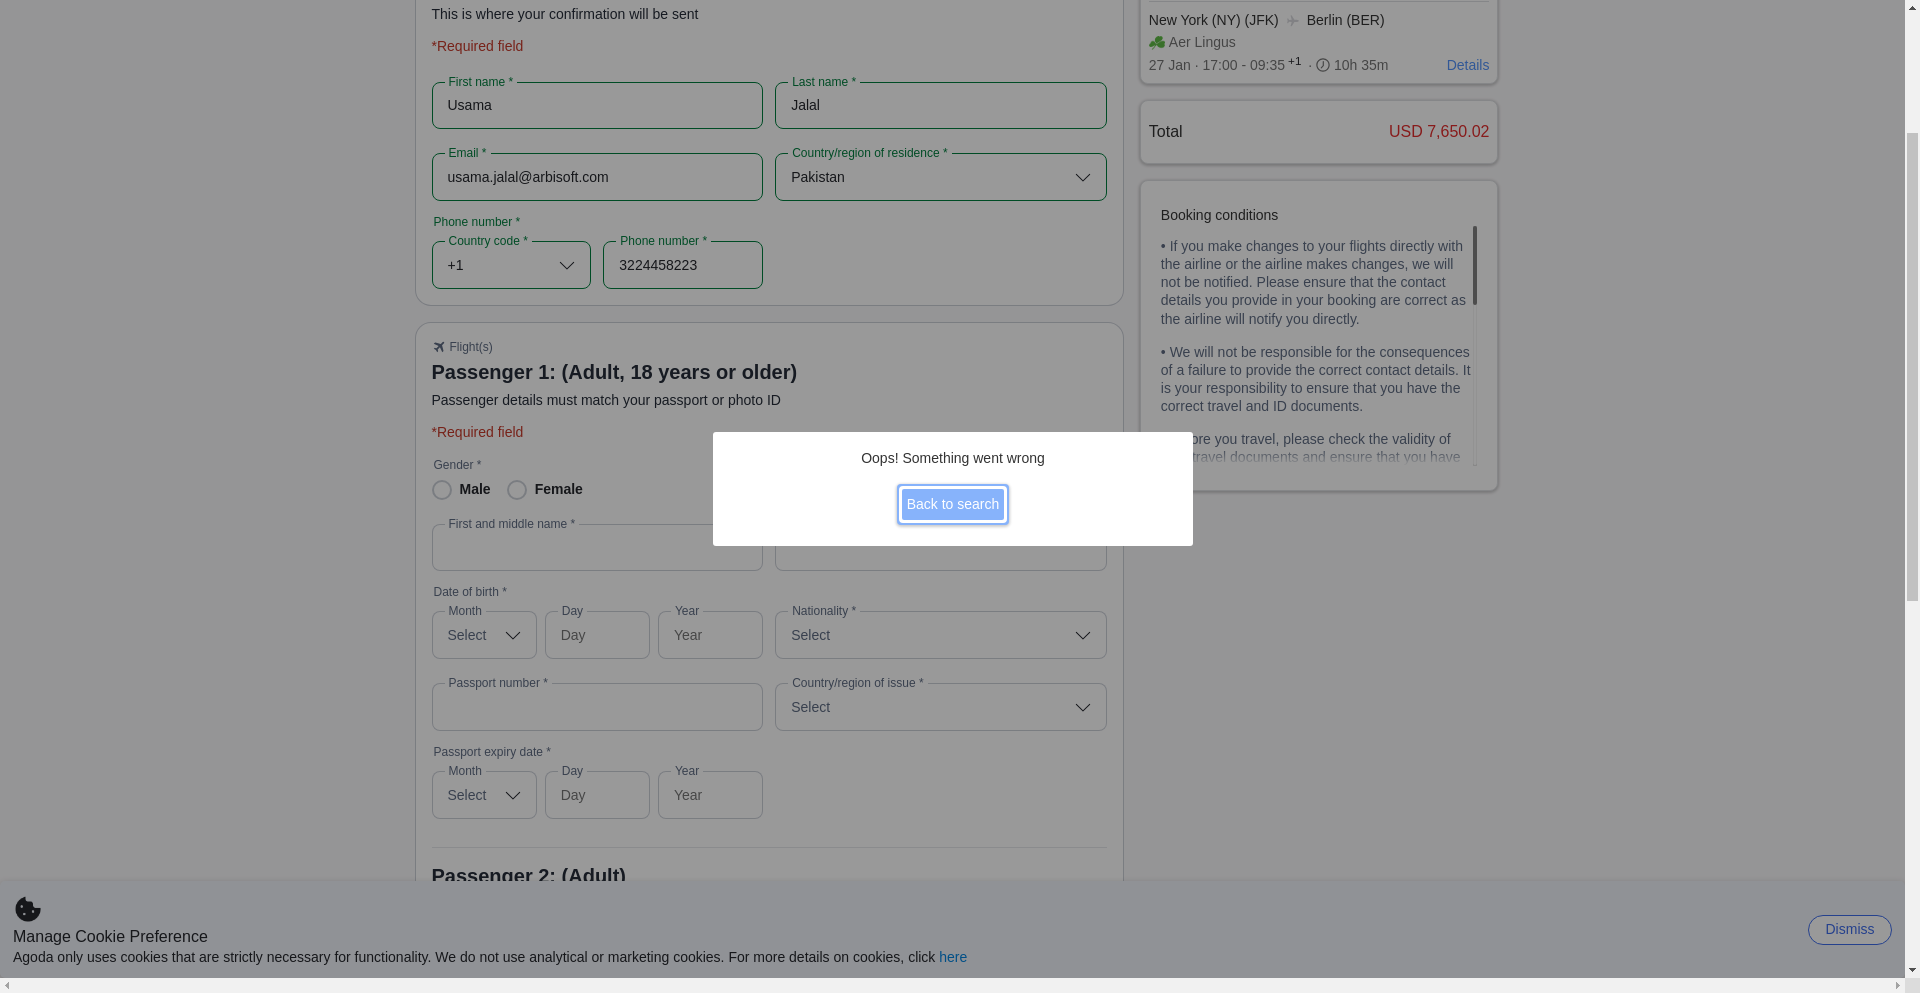 This is where your confirmation will be sent
*Required field
First name *
Usama
Last name *
Jalal
Email *
usama.jalal@arbisoft.com
Country/region of residence *
Pakistan
Phone number *
Country code *
+1
Phone number *
3224458223
Flight(s)
Passenger 1: (Adult, 18 years or older)
Passenger details must match your passport or photo ID
*Required field
Gender *
Male
Female
First and middle name *
Date of birth *
Month
Select
Day
Day
Year
Year
Nationality *
Select
Passport number *
Country/region of issue *
Select
Passport expiry date *
Month
Select
Day
Day
Year
Year
Passenger 2: (Adult)
New York (NY) (JFK) Berlin (BER)
Aer Lingus
27 Jan · 17:00 - 09:35 +1 · 10h 35m
Details
Total
USD 7,650.02
Booking conditions
• If you make changes to your flights directly with
the airline or the airline makes changes, we will
not be notified. Please ensure that the contact
details you provide in your booking are correct as
the airline will notify you directly.
• We will not be responsible for the consequences
of a failure to provide the correct contact details. It
is your responsibility to ensure that you have the
correct travel and ID documents.
you travel, please check the validity of
travel documents and ensure that you have
Oops! Something went wrong
Back to search
Manage Cookie Preference
Agoda only uses cookies that are strictly necessary for functionality. We do not use analytical or marketing cookies. For more details on cookies, click here
Dismiss